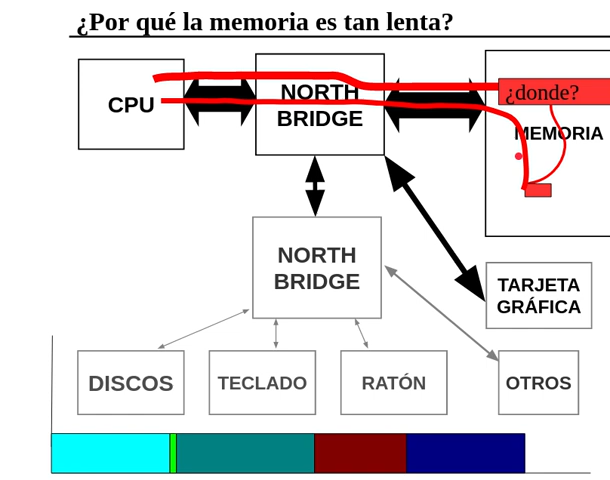 ¿Por qué la memoria es tan lenta?
CPU
NORTH
BRIDGE
¿donde?
MEMORIA
NORTH
BRIDGE
TARJETA
GRÁFICA
DISCOS
TECLADO
RATÓN
OTROS